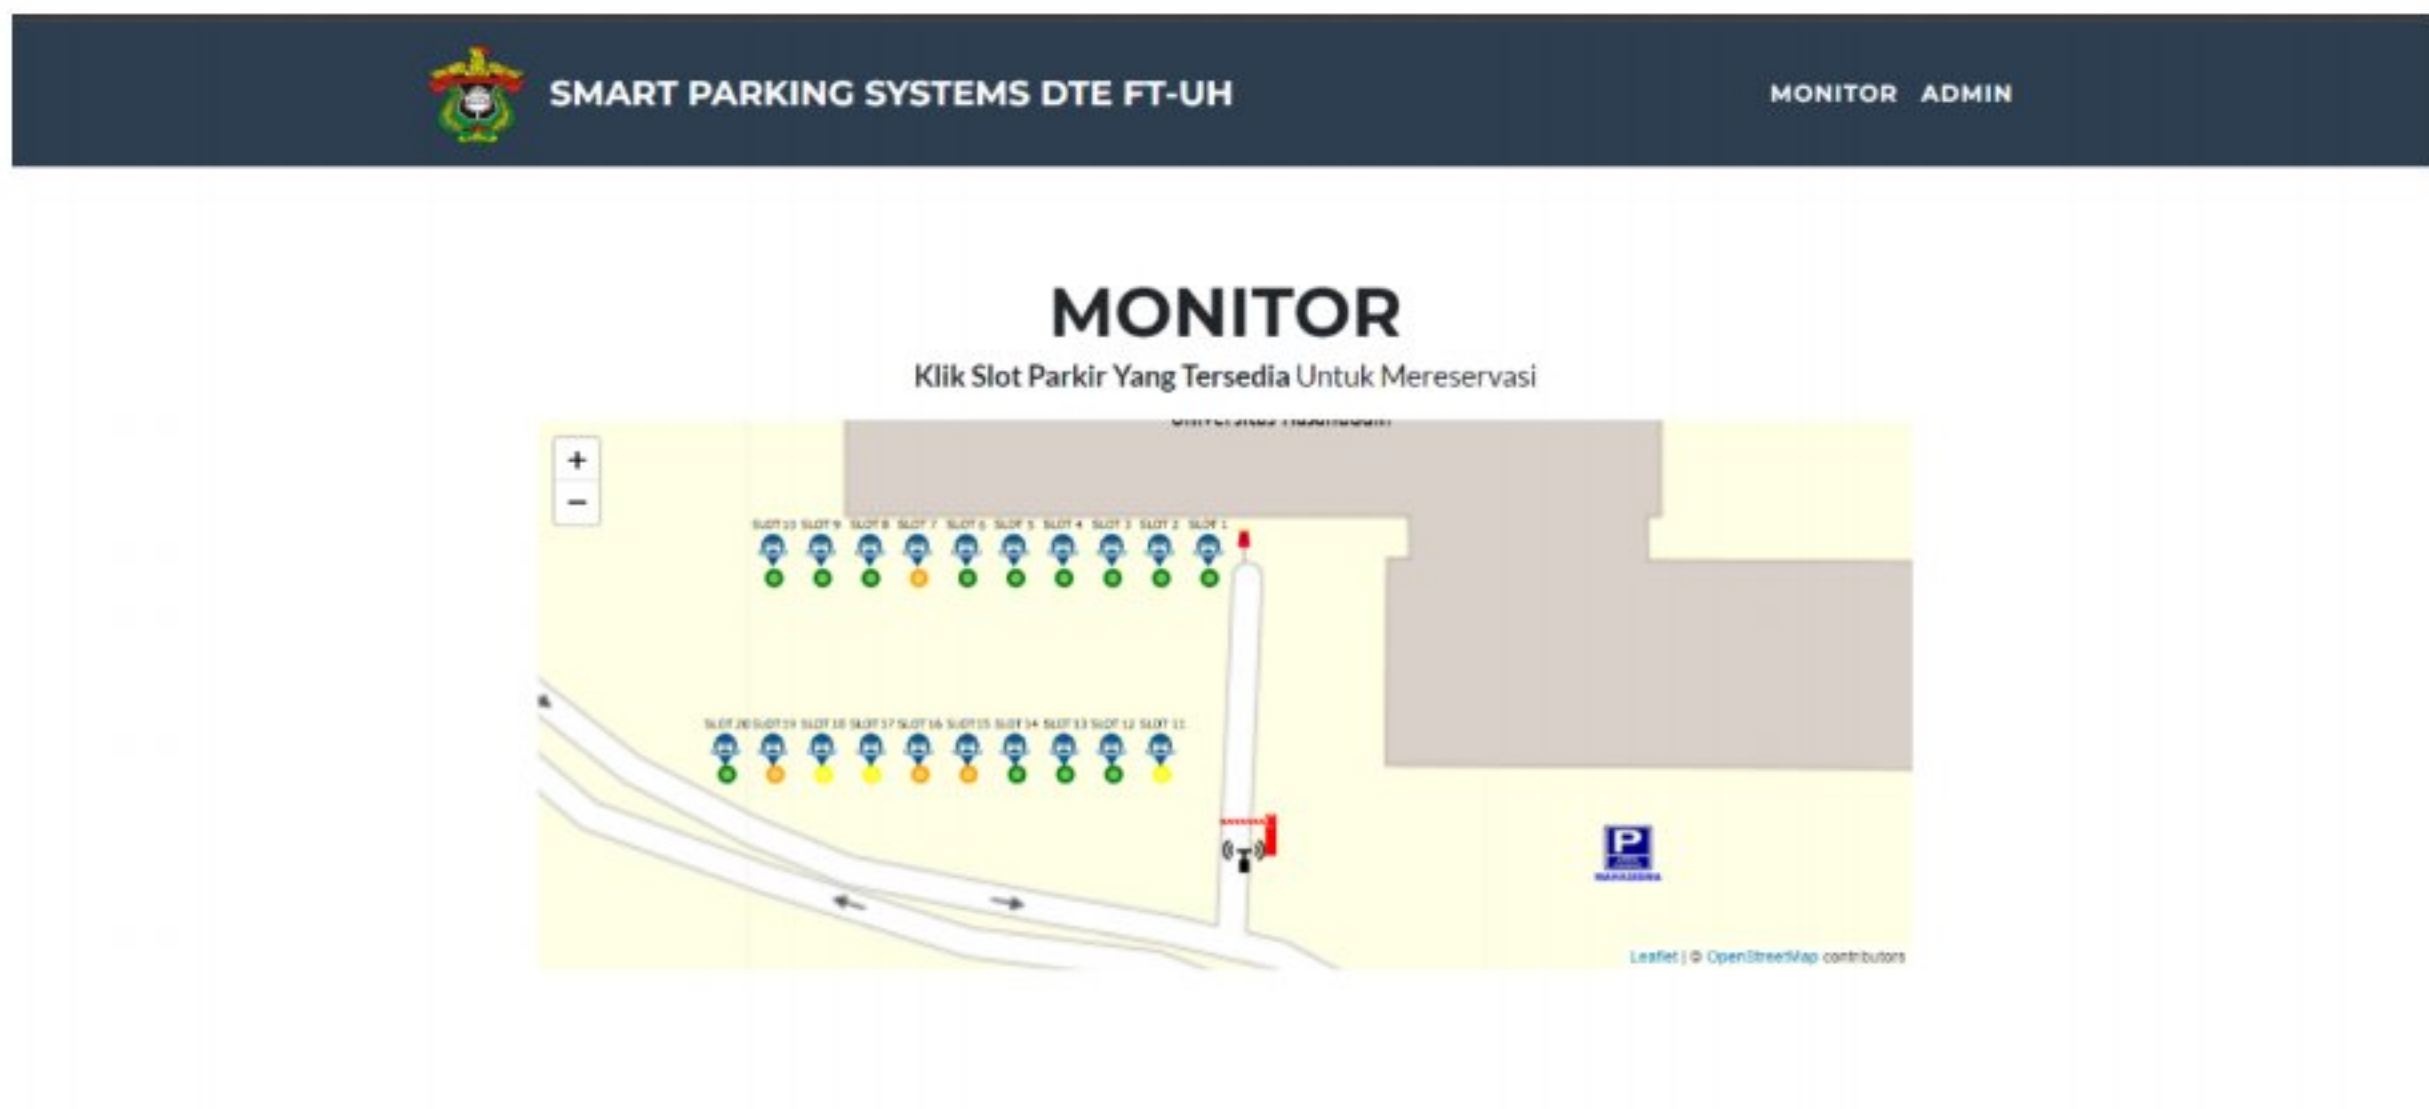 SMART PARKING SYSTEMS DTE FT-UH
MONITOR ADMIN
MONITOR
Klik Slot Parkir Yang Tersedia Untuk Mereservasi
+
−
SLOT 10 SLOT 9 SLOT 8 SLOT 7 SLOT 6 SLOT 5 SLOT 4 SLOT 3 SLOT 2 SLOT 1
SLOT 20 SLOT 19 SLOT 18 SLOT 17 SLOT 16 SLOT 15 SLOT 14 SLOT 13 SLOT 12 SLOT 11
P
MAHASISWA
Leaflet | © OpenStreetMap contributors